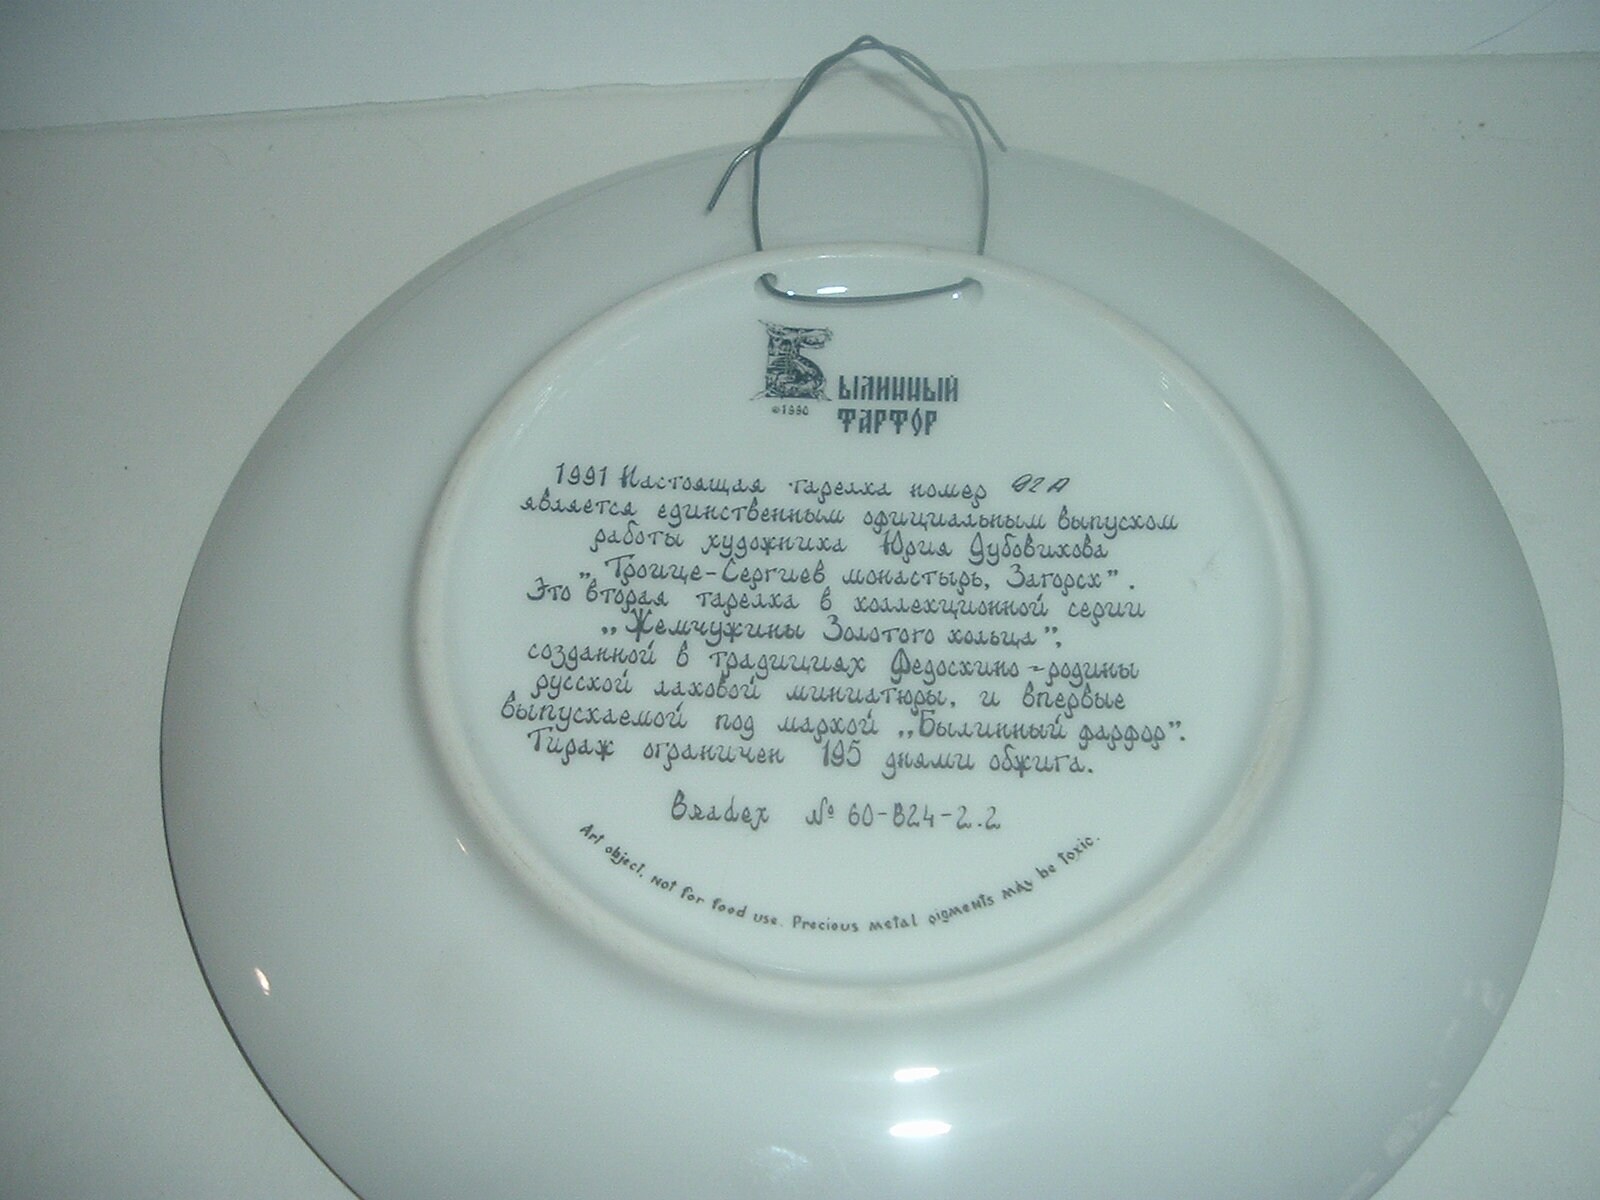 Былинный
©1990
фарфор
1991 Настоящая тарелка номер 92 A
является единственным официальным выпуском
работы художника Юрия Дубовикова
"Троице-Сергиев монастырь, Загорск".
Это вторая тарелка в коллекционной серии
„Жемчужины Золотого кольца",
созданной в традициях Федоскино-родины
русской лаковой миниатюры, и впервые
выпускаемой под маркой „Былинный фарфор".
Тираж ограничен 195 днями обжига.
Bradex № 60-B24-2.2
Art object, not for food use. Precious metal pigments may be toxic.